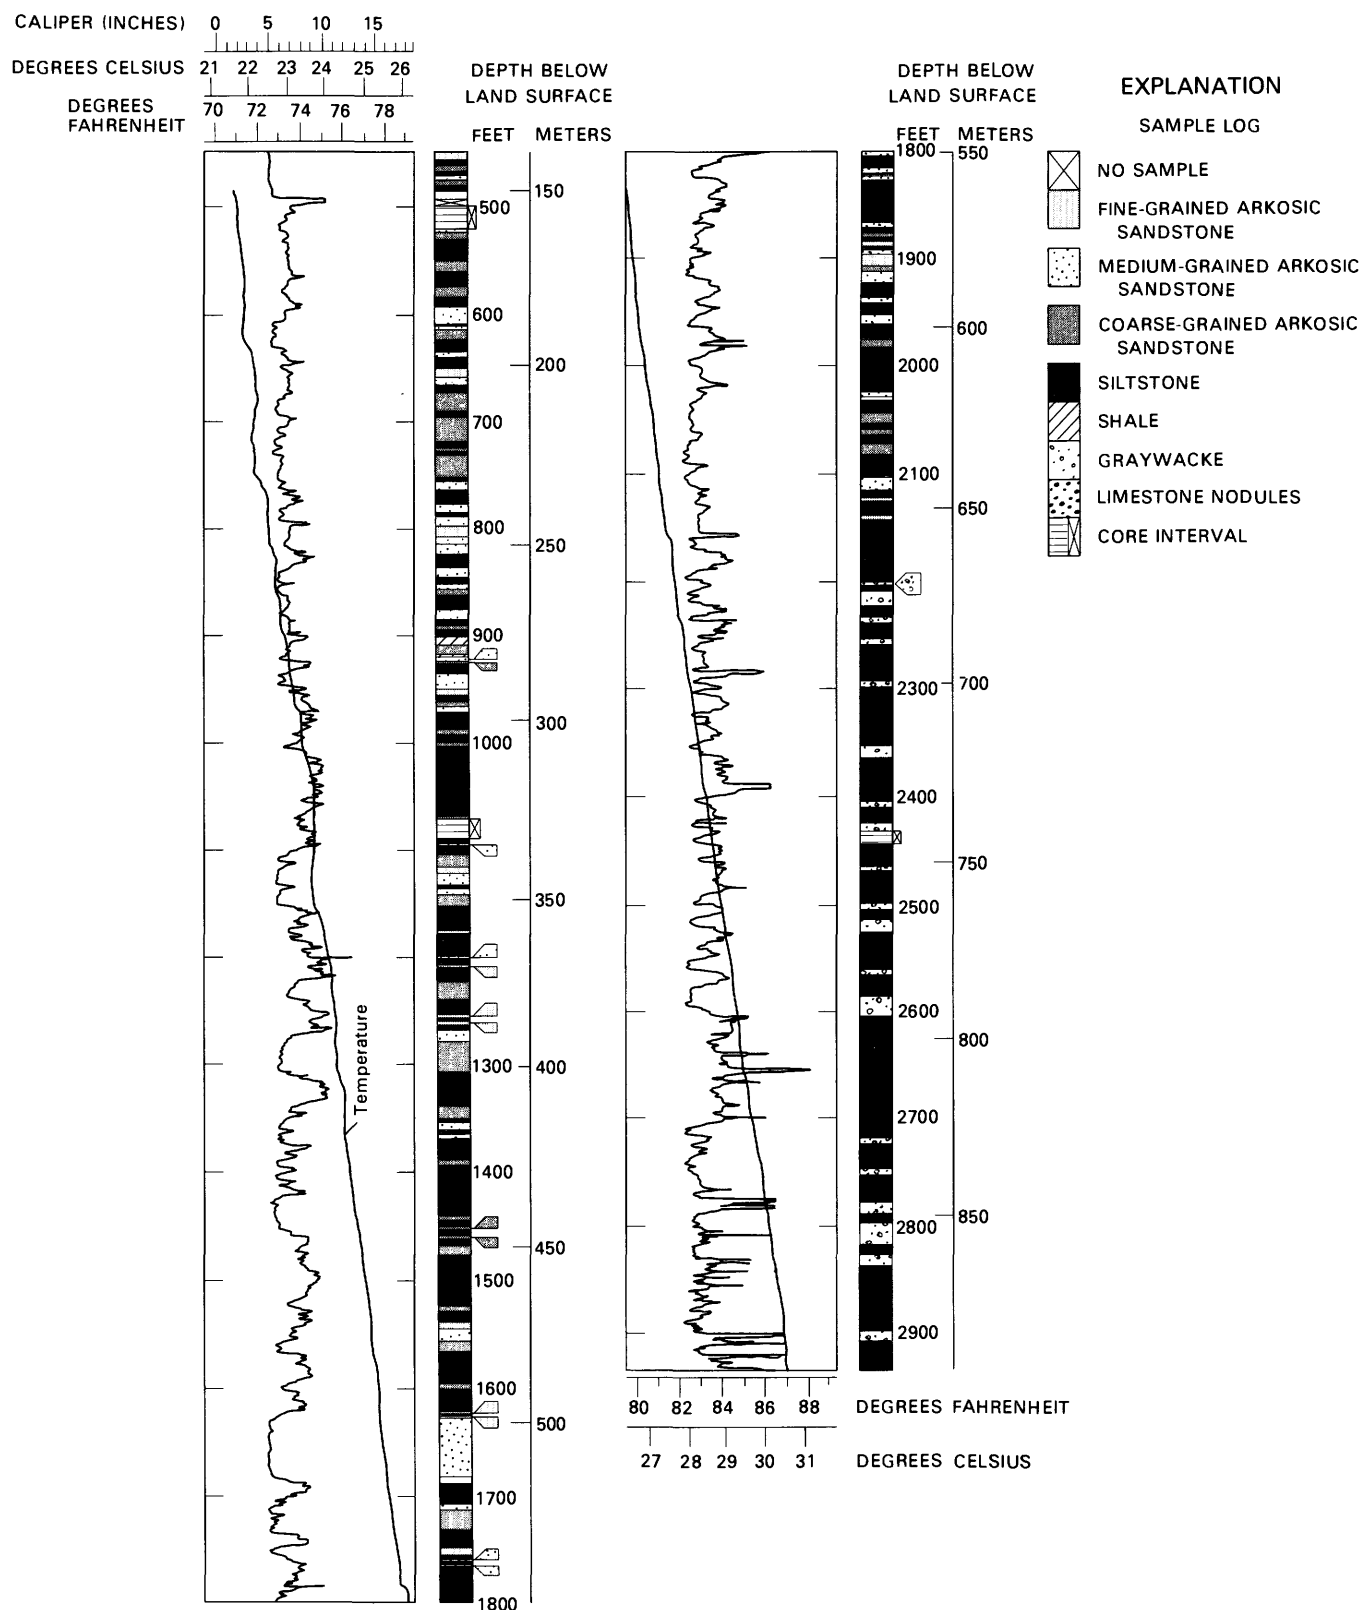 CALIPER (INCHES) 0 5 10 15
DEGREES CELSIUS 21 22 23 24 25 26
DEGREES FAHRENHEIT 70 72 74 76 78
DEPTH BELOW
LAND SURFACE
FEET METERS
150
500
600
200
700
800
250
900
300
1000
350
1300
400
1400
450
1500
1600
500
1700
1800
Temperature
DEPTH BELOW
LAND SURFACE
FEET METERS
1800 550
1900
600
2000
2100
650
2300 700
2400
750
2500
2600
800
2700
2800 850
2900
80 82 84 86 88 DEGREES FAHRENHEIT
27 28 29 30 31 DEGREES CELSIUS
EXPLANATION
SAMPLE LOG
NO SAMPLE
FINE-GRAINED ARKOSIC
SANDSTONE
MEDIUM-GRAINED ARKOSIC
SANDSTONE
COARSE-GRAINED ARKOSIC
SANDSTONE
SILTSTONE
SHALE
GRAYWACKE
LIMESTONE NODULES
CORE INTERVAL